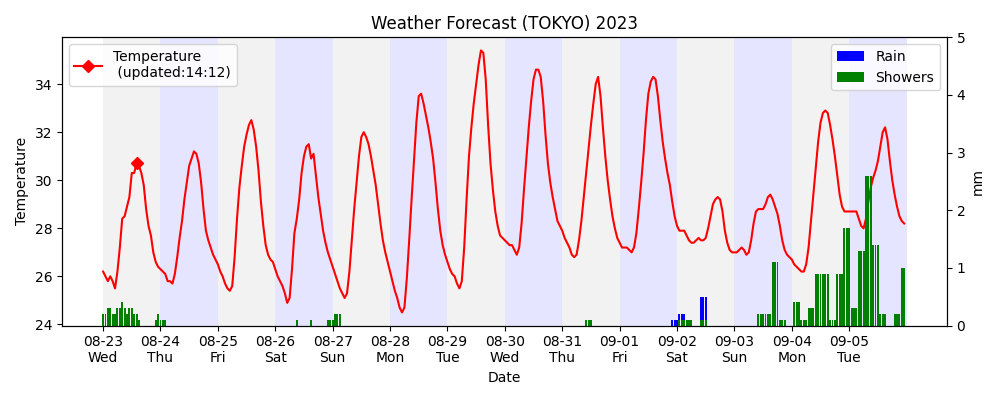 Weather Forecast (TOKYO) 2023
Temperature
(updated:14:12)
Rain
Showers
34
32
30
28
26
24
Temperature
5
4
3
2
1
0
mm
08-23 08-24 08-25 08-26 08-27 08-28 08-29 08-30 08-31 09-01 09-02 09-03 09-04 09-05
Wed Thu Fri Sat Sun Mon Tue Wed Thu Fri Sat Sun Mon Tue
Date